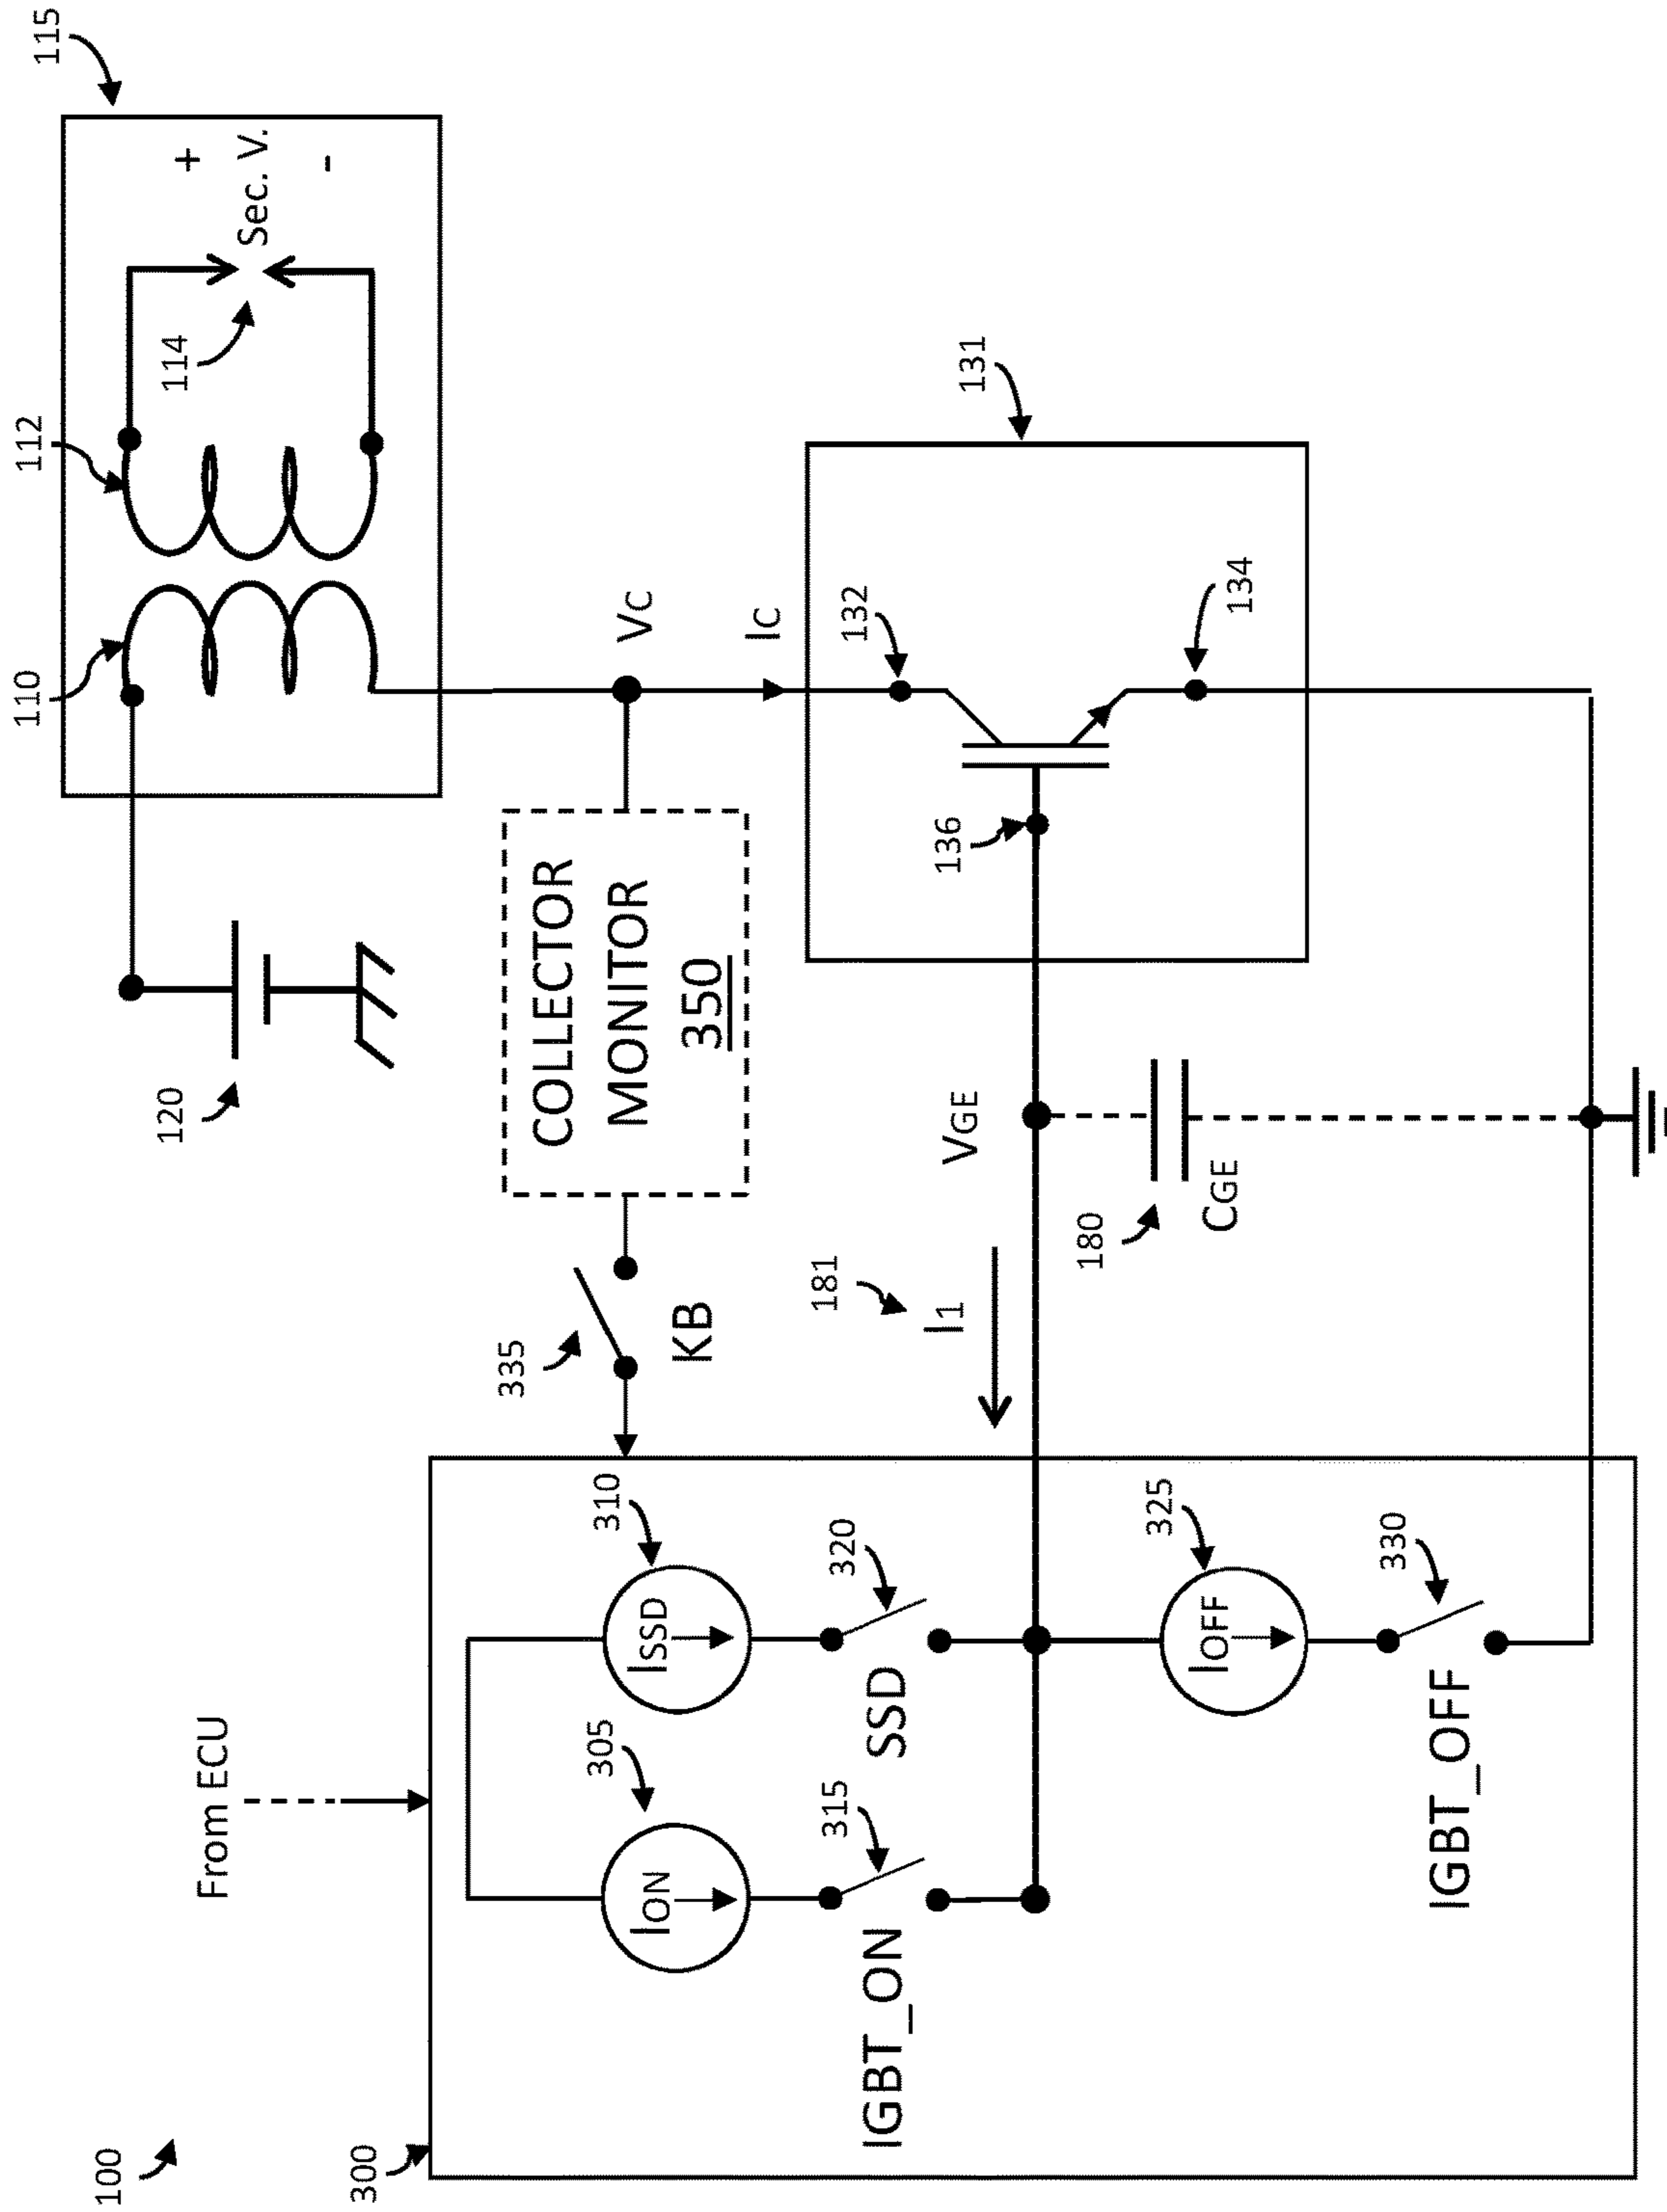 100
300
From ECU
ION
305
ISSD
310
IGBT_ON
315
SSD
320
IOFF
325
IGBT_OFF
330
335
KB
COLLECTOR
MONITOR
350
120
110
112
114
115
+
Sec. V.
-
VC
IC
131
132
134
136
VGE
I1
181
180
CGE